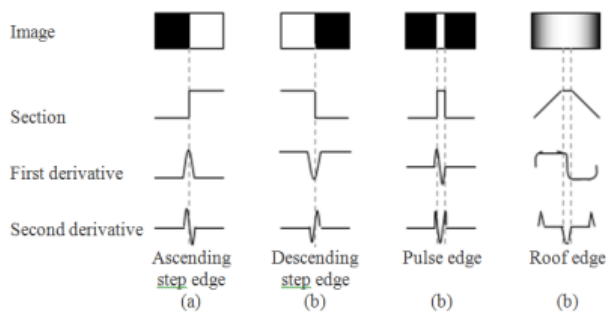 Image
Section
First derivative
Second derivative
Ascending step edge
(a)
Descending step edge
(b)
Pulse edge
(b)
Roof edge
(b)